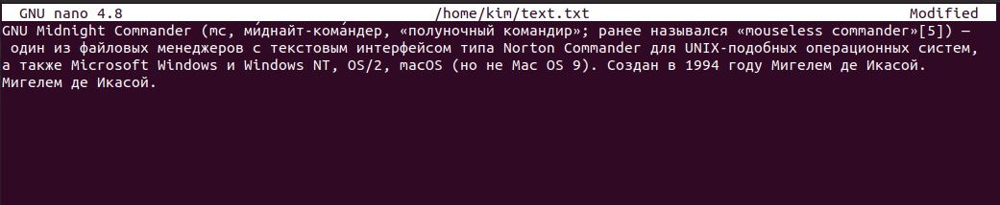 GNU nano 4.8 /home/kim/text.txt Modified
GNU Midnight Commander (mc, ми́днайт-кома́ндер, «полуночный командир»; ранее назывался «mouseless commander»[5]) —
один из файловых менеджеров с текстовым интерфейсом типа Norton Commander для UNIX-подобных операционных систем,
а также Microsoft Windows и Windows NT, OS/2, macOS (но не Mac OS 9). Создан в 1994 году Мигелем де Икасой.
Мигелем де Икасой.